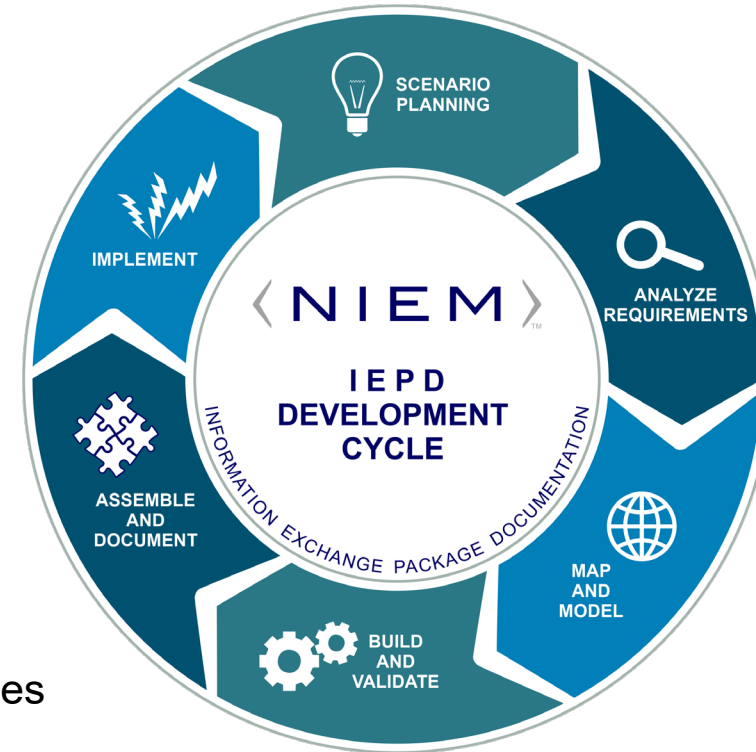 SCENARIO
PLANNING
ANALYZE
REQUIREMENTS
MAP
AND
MODEL
BUILD
AND
VALIDATE
ASSEMBLE
AND
DOCUMENT
IMPLEMENT
〈NIEM〉™
IEPD
DEVELOPMENT
CYCLE
INFORMATION EXCHANGE PACKAGE DOCUMENTATION
es